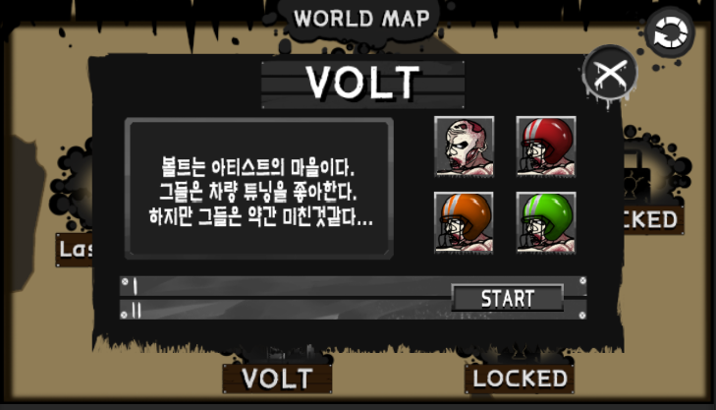 WORLD MAP
VOLT
볼트는 아티스트의 마을이다.
그들은 차량 튜닝을 좋아한다.
하지만 그들은 약간 미친것같다...
CKED
Las
I
START
II
VOLT
LOCKED